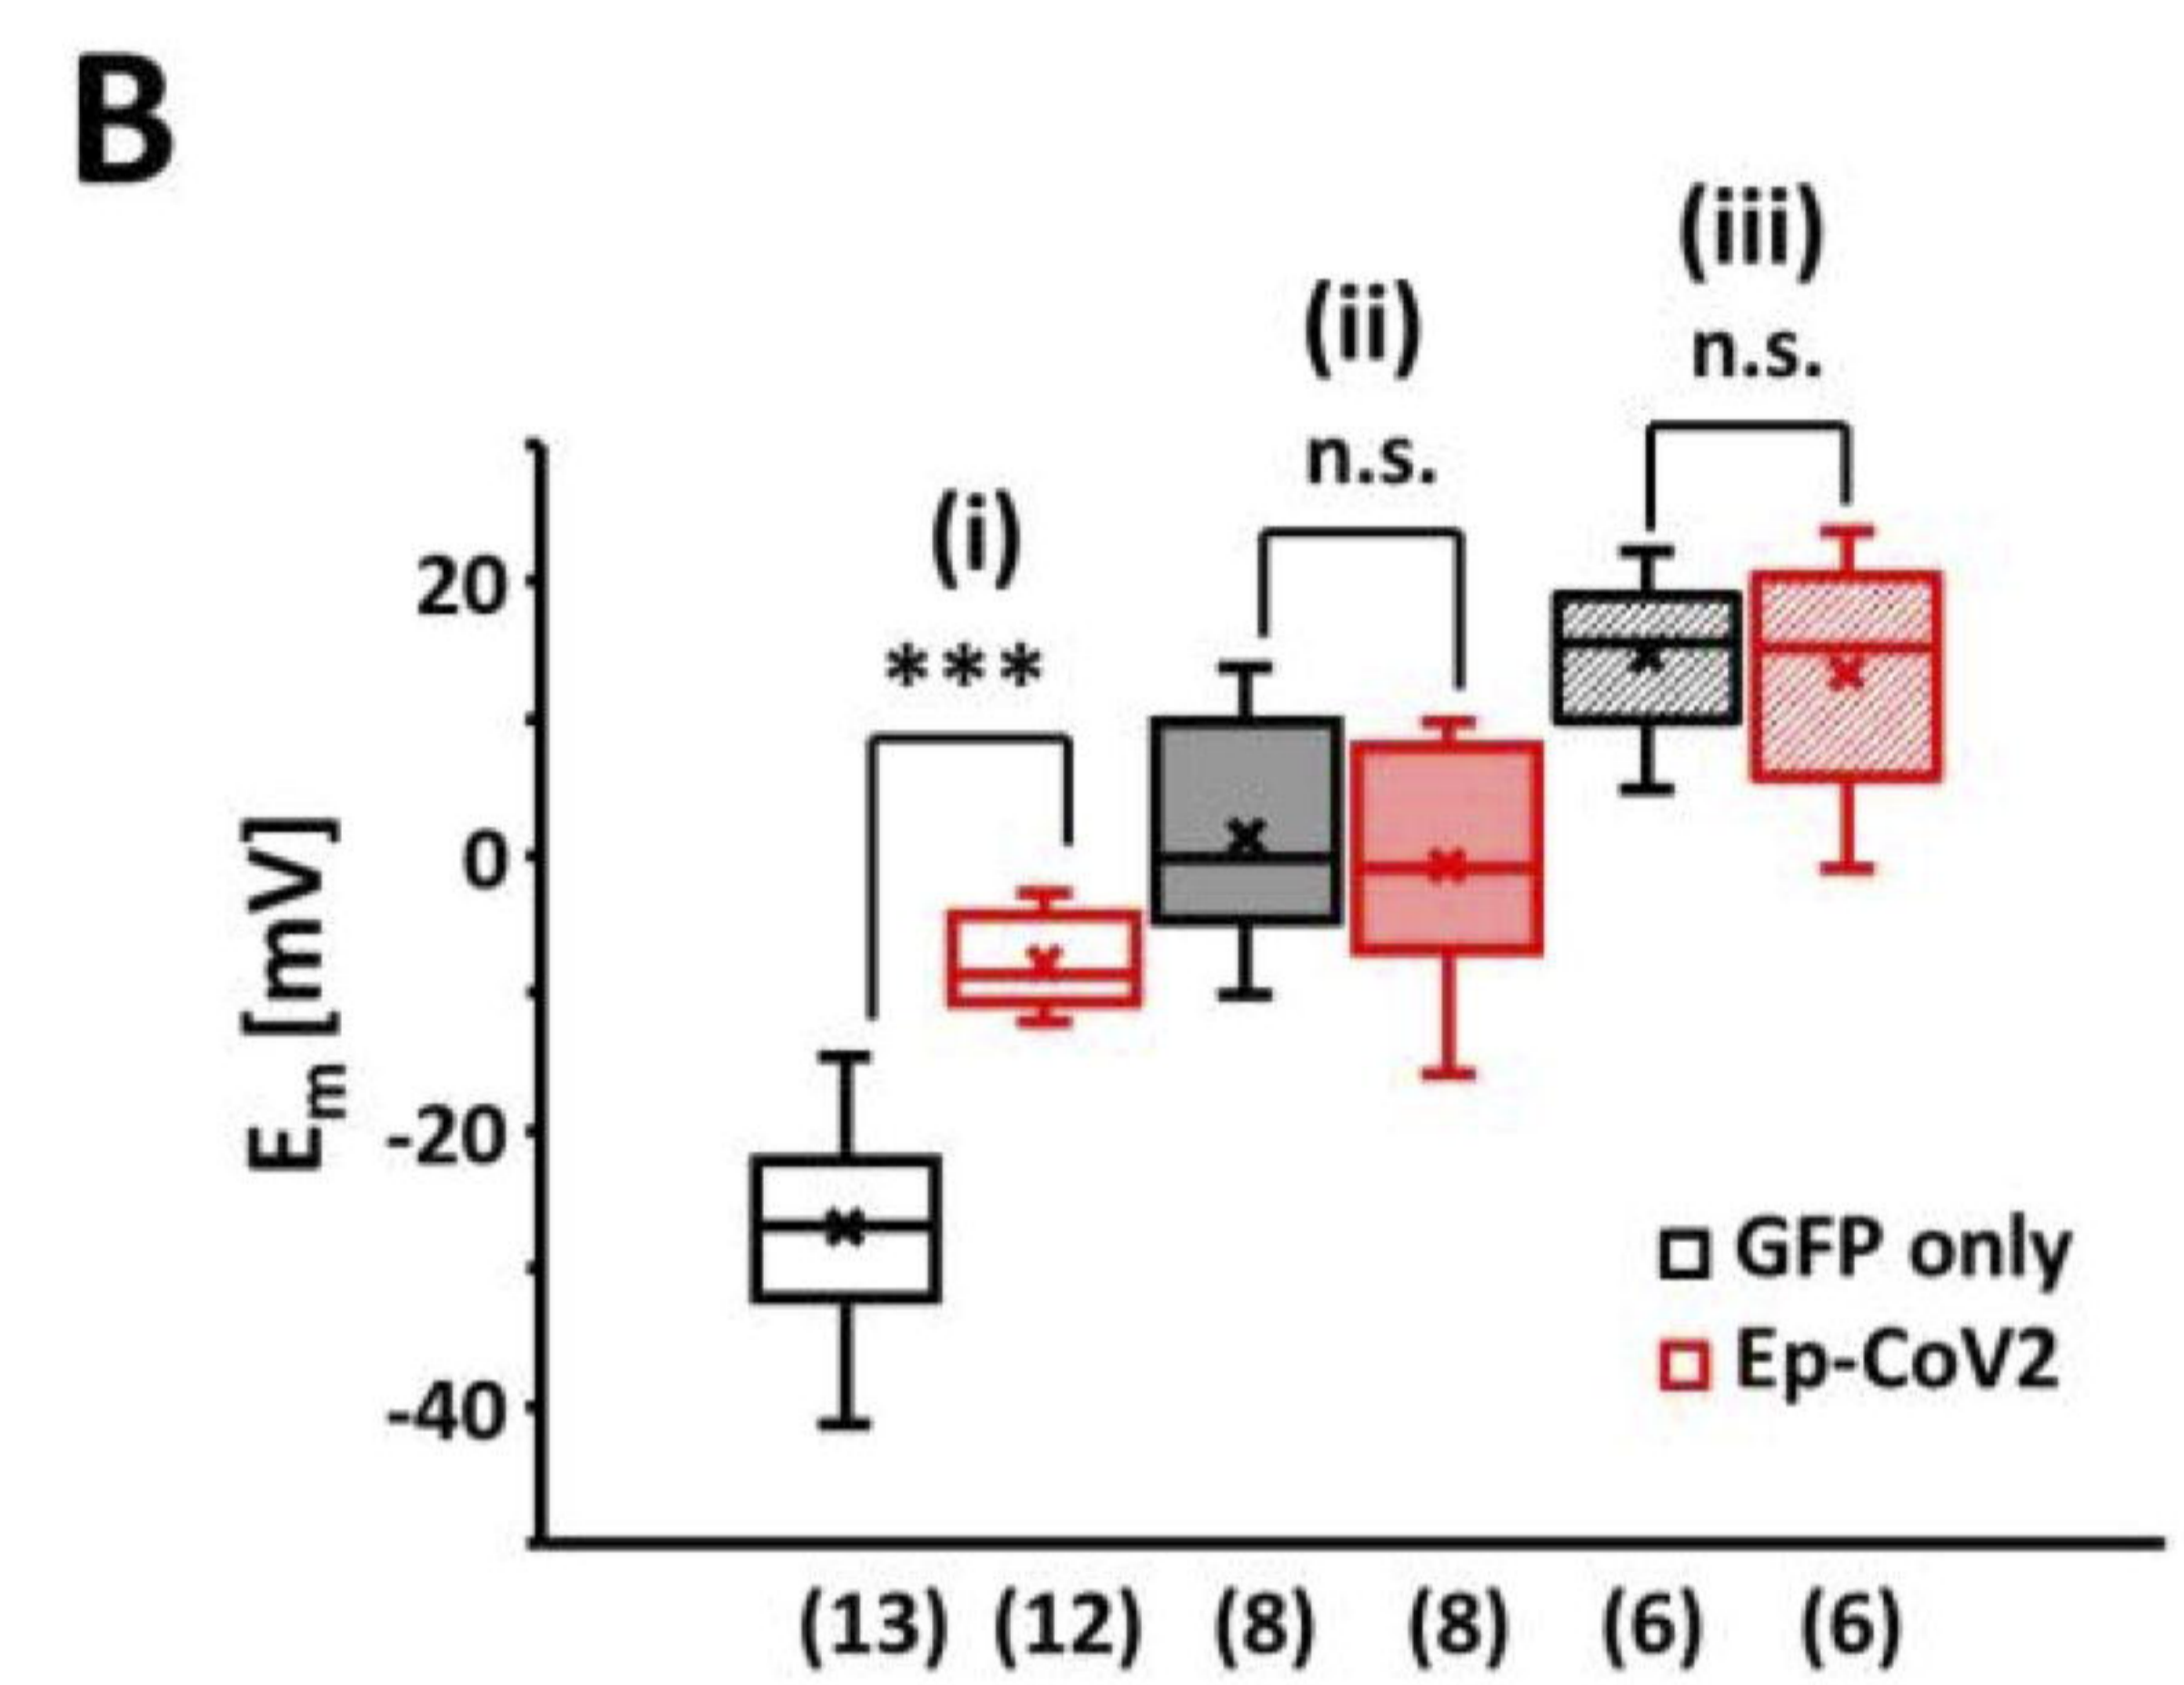 B
(iii)
n.s.
(ii)
n.s.
(i)
***
20
0
-20
-40
Em [mV]
GFP only
Ep-CoV2
(13) (12) (8) (8) (6) (6)